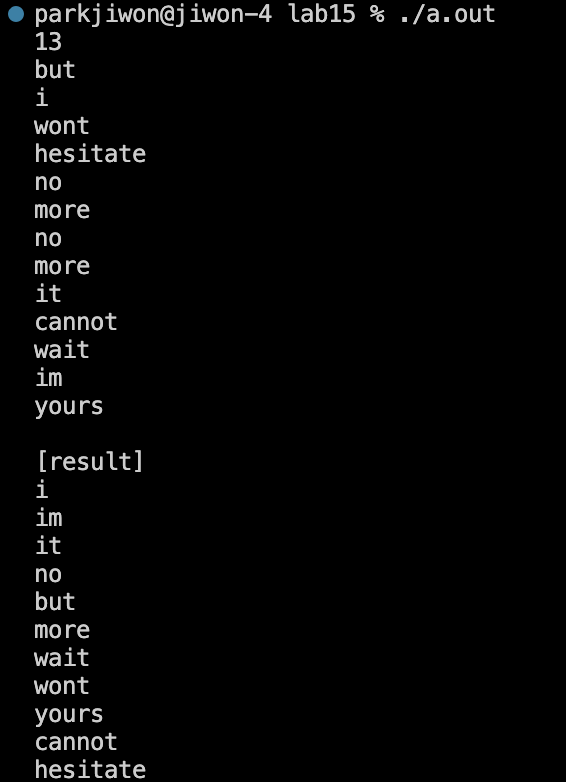 parkjiwon@jiwon-4 lab15 % ./a.out
13
but
i
wont
hesitate
no
more
no
more
it
cannot
wait
im
yours

[result]
i
im
it
no
but
more
wait
wont
yours
cannot
hesitate